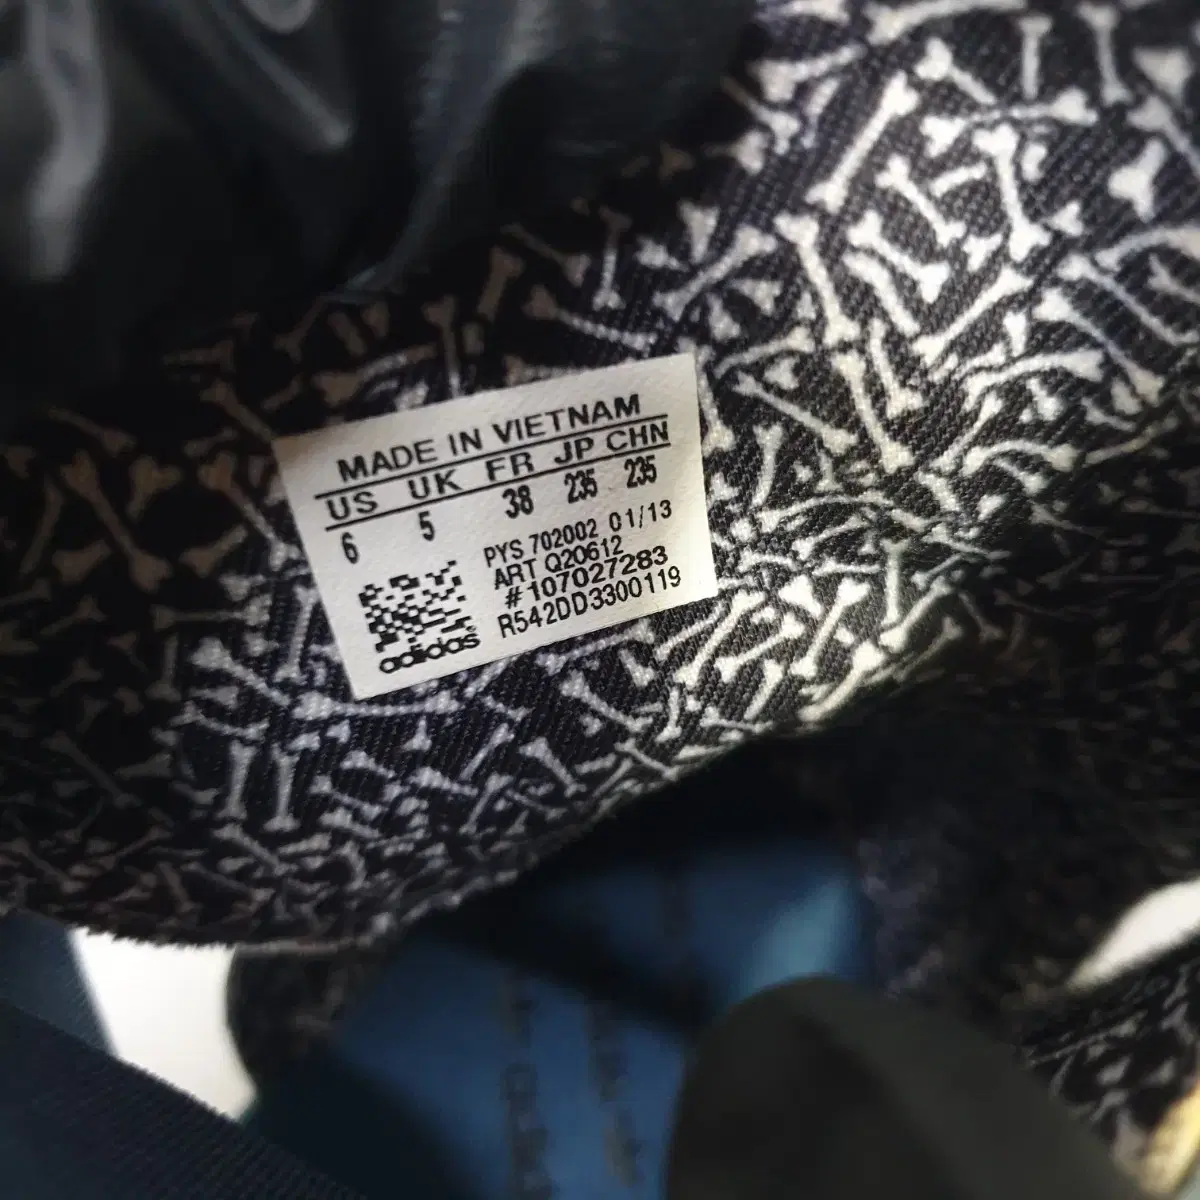 MADE IN VIETNAM
US UK FR JP CHN
6 5 38 235 235
PYS 702002 01/13
ART Q20612
# 107027283
R542DD3300119
adidas